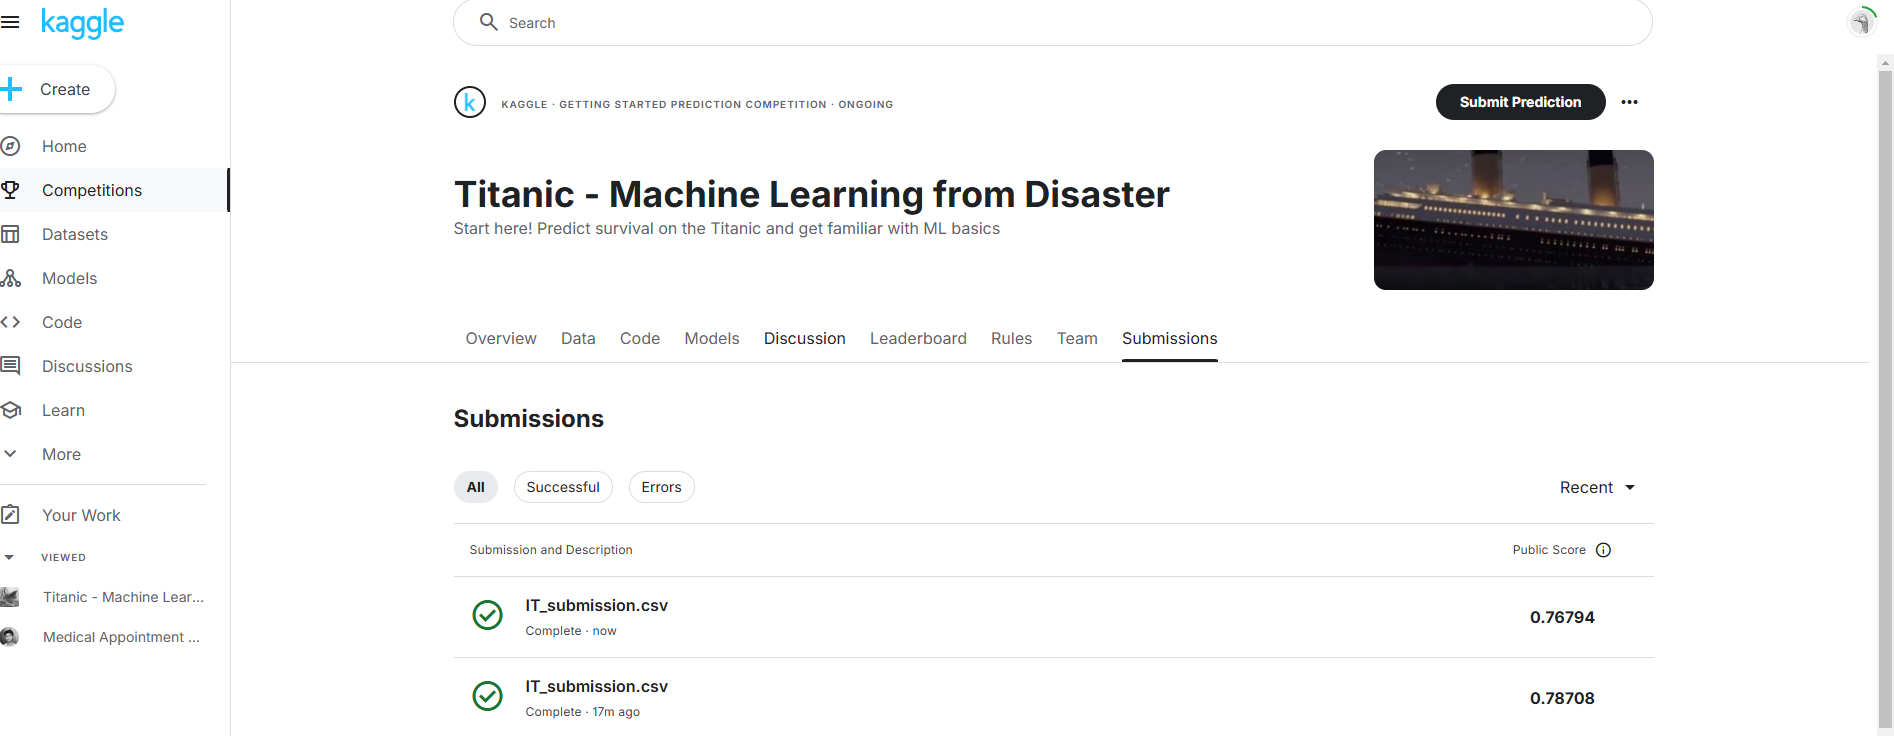 kaggle
Search
Create
Home
Competitions
Datasets
Models
Code
Discussions
Learn
More
Your Work
VIEWED
Titanic - Machine Lear...
Medical Appointment ...
k KAGGLE · GETTING STARTED PREDICTION COMPETITION · ONGOING
Submit Prediction
Titanic - Machine Learning from Disaster
Start here! Predict survival on the Titanic and get familiar with ML basics
Overview Data Code Models Discussion Leaderboard Rules Team Submissions
Submissions
All Successful Errors Recent
Submission and Description Public Score
IT_submission.csv
Complete · now
0.76794
IT_submission.csv
Complete · 17m ago
0.78708